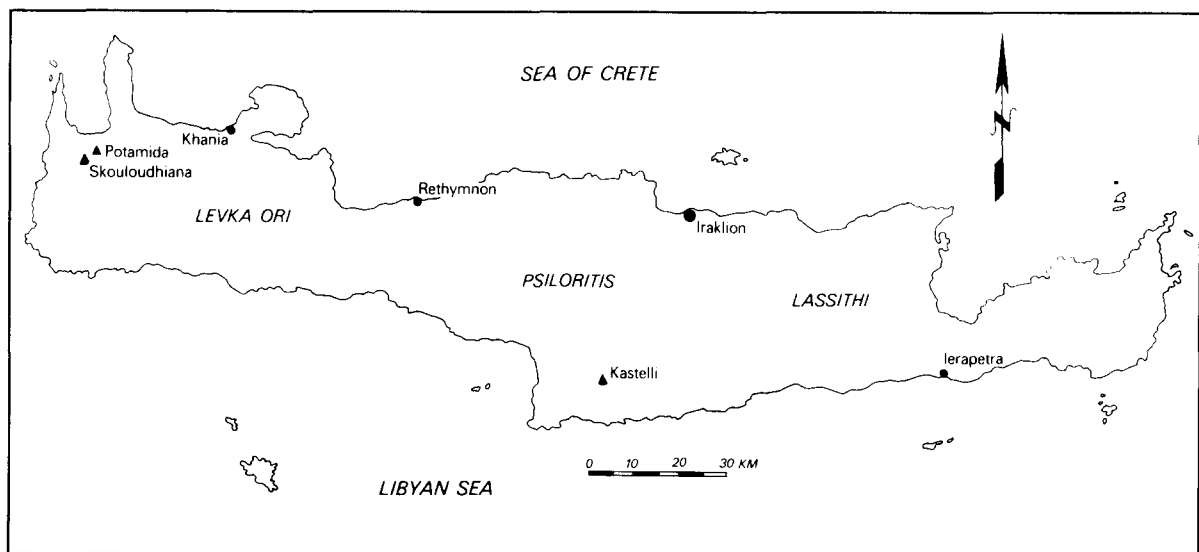 SEA OF CRETE
N
Khania
Potamida
Skouloudhiana
Rethymnon
LEVKA ORI
Iraklion
PSILORITIS
LASSITHI
Ierapetra
Kastelli
0 10 20 30 KM
LIBYAN SEA